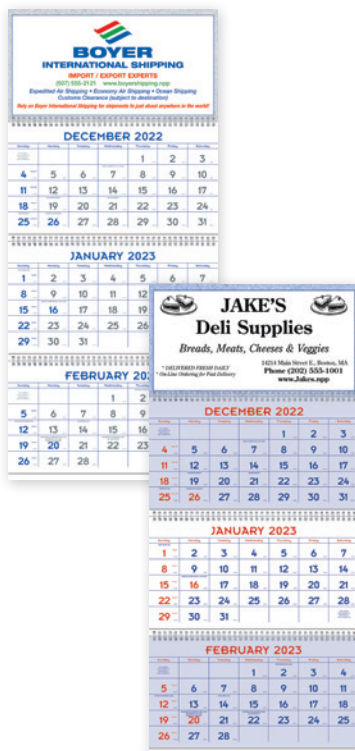 BOYER
INTERNATIONAL SHIPPING
IMPORT / EXPORT EXPERTS
(507) 555-2121 www.boyershipping.npp
Expedited Air Shipping • Economy Air Shipping • Ocean Shipping
Customs Clearance (subject to destination)
Rely on Boyer International Shipping for shipments to just about anywhere in the world!
DECEMBER 2022
Sunday Monday Tuesday Wednesday Thursday Friday Saturday
1 2 3
4 5 6 7 8 9 10
11 12 13 14 15 16 17
18 19 20 21 22 23 24
25 26 27 28 29 30 31
JANUARY 2023
1 2 3 4 5 6 7
8 9 10 11 12
15 16 17 18 19
22 23 24 25 26
29 30 31
FEBRUARY 202
1 2
5 6 7 8 9
12 13 14 15 16
19 20 21 22 23
26 27 28
JAKE'S
Deli Supplies
Breads, Meats, Cheeses & Veggies
* DELIVERED FRESH DAILY
* On-Line Ordering for Fast Delivery
14214 Main Street E., Boston, MA
Phone (202) 555-1001
www.Jakes.npp
DECEMBER 2022
1 2 3
4 5 6 7 8 9 10
11 12 13 14 15 16 17
18 19 20 21 22 23 24
25 26 27 28 29 30 31
JANUARY 2023
1 2 3 4 5 6 7
8 9 10 11 12 13 14
15 16 17 18 19 20 21
22 23 24 25 26 27 28
29 30 31
FEBRUARY 2023
1 2 3 4
5 6 7 8 9 10 11
12 13 14 15 16 17 18
19 20 21 22 23 24 25
26 27 28